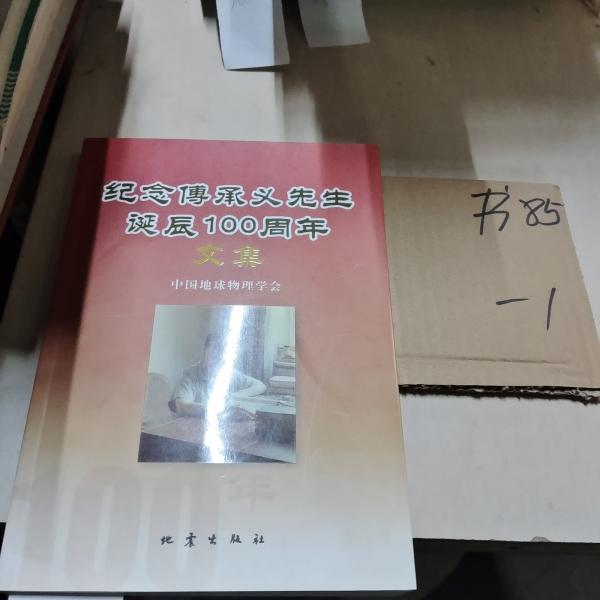 纪念傅承义先生
诞辰100周年
文集
中国地球物理学会
100年
地震出版社
书85
-1